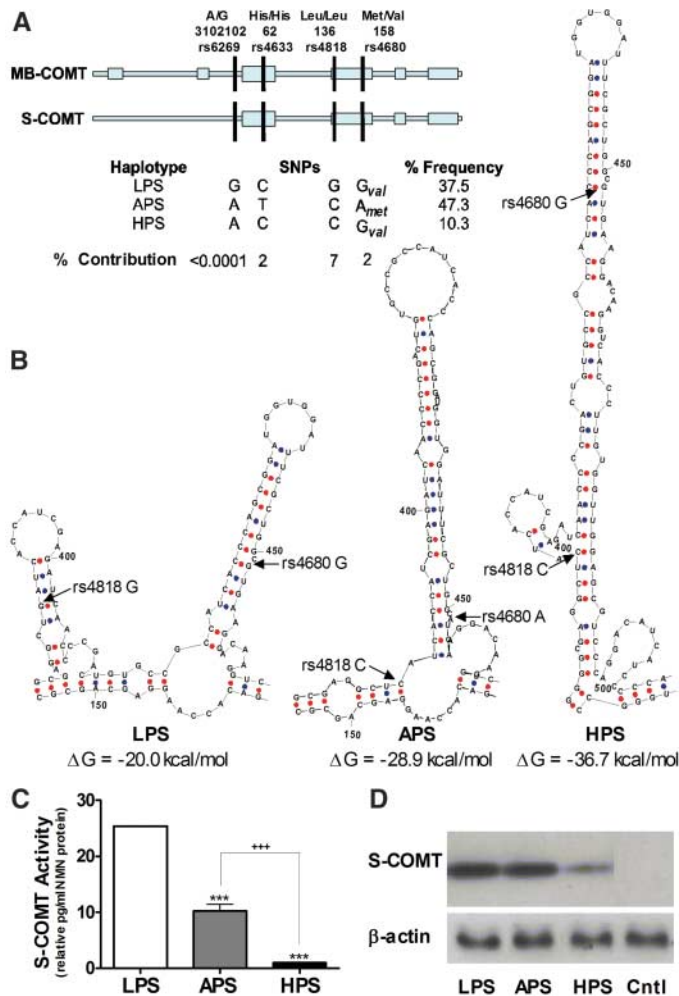 A
A/G His/His Leu/Leu Met/Val
3102102 62 136 158
rs6269 rs4633 rs4818 rs4680
MB-COMT
S-COMT
Haplotype SNPs % Frequency
LPS G C G Gval 37.5
APS A T C Amet 47.3
HPS A C C Gval 10.3
% Contribution <0.0001 2 7 2
B
400
rs4818 G
150
450
rs4680 G
LPS
ΔG = -20.0 kcal/mol
400
450
rs4680 A
rs4818 C
150
APS
ΔG = -28.9 kcal/mol
450
rs4680 G
400
rs4818 C
500
HPS
ΔG = -36.7 kcal/mol
C
S-COMT Activity
(relative pg/ml NMN protein)
30
20
10
0
+++
***
***
LPS APS HPS
D
S-COMT
β-actin
LPS APS HPS Cntl